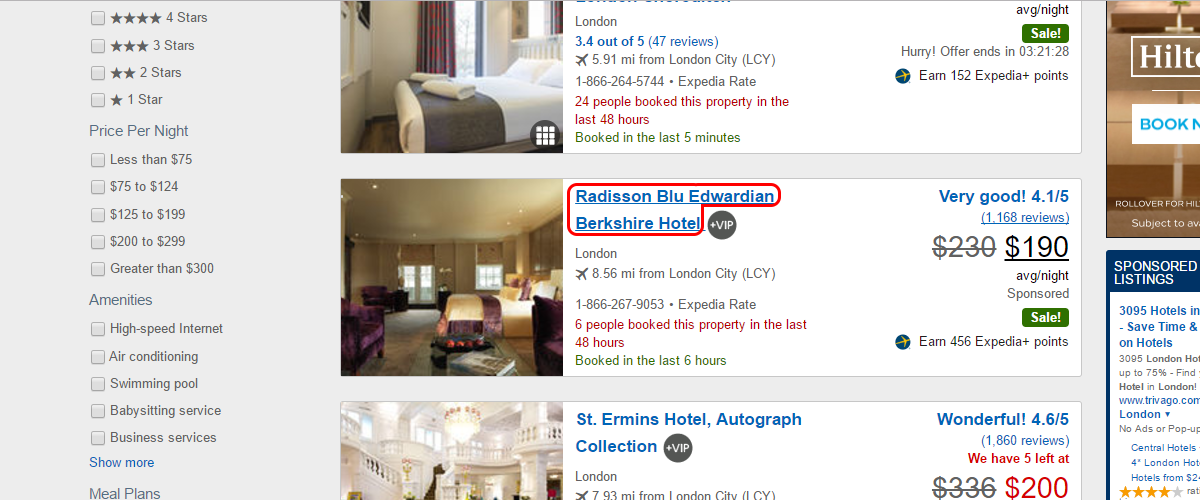 ★★★★ 4 Stars
★★★ 3 Stars
★★ 2 Stars
★ 1 Star
Price Per Night
Less than $75
$75 to $124
$125 to $199
$200 to $299
Greater than $300
Amenities
High-speed Internet
Air conditioning
Swimming pool
Babysitting service
Business services
Show more
Meal Plans
London
3.4 out of 5 (47 reviews)
5.91 mi from London City (LCY)
1-866-264-5744 • Expedia Rate
24 people booked this property in the
last 48 hours
Booked in the last 5 minutes
avg/night
Sale!
Hurry! Offer ends in 03:21:28
Earn 152 Expedia+ points
Radisson Blu Edwardian
Berkshire Hotel +VIP
London
8.56 mi from London City (LCY)
1-866-267-9053 • Expedia Rate
6 people booked this property in the last
48 hours
Booked in the last 6 hours
Very good! 4.1/5
(1,168 reviews)
$230 $190
avg/night
Sponsored
Sale!
Earn 456 Expedia+ points
St. Ermins Hotel, Autograph
Collection +VIP
London
7.93 mi from London City (LCY)
Wonderful! 4.6/5
(1,860 reviews)
We have 5 left at
$336 $200
Hilt
BOOK N
ROLLOVER FOR HIL
Subject to ava
SPONSORED
LISTINGS
3095 Hotels in
- Save Time &
on Hotels
3095 London Hot
up to 75% - Find
Hotel in London!
www.trivago.com
London ▾
No Ads or Pop-up
Central Hotels
4* London Hote
Hotels from $2
★★★★★ rat